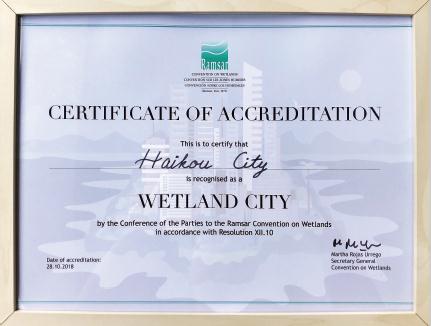 Ramsar
CONVENTION ON WETLANDS
CERTIFICATE OF ACCREDITATION
This is to certify that
Haikou City
is recognised as a
WETLAND CITY
by the Conference of the Parties to the Ramsar Convention on Wetlands
in accordance with Resolution XII.10
Date of accreditation:
28.10.2018
Martha Rojas Urrego
Secretary General
Convention on Wetlands